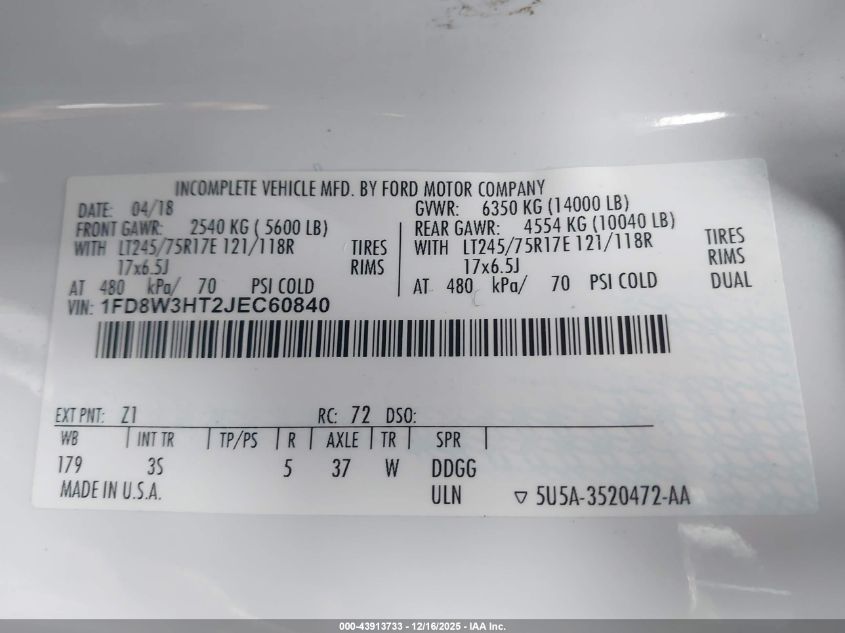 INCOMPLETE VEHICLE MFD. BY FORD MOTOR COMPANY
DATE: 04/18 GVWR: 6350 KG (14000 LB)
FRONT GAWR: 2540 KG ( 5600 LB) REAR GAWR: 4554 KG (10040 LB)
WITH LT245/75R17E 121/118R TIRES WITH LT245/75R17E 121/118R TIRES
17x6.5J RIMS 17x6.5J RIMS
AT 480 kPa/ 70 PSI COLD AT 480 kPa/ 70 PSI COLD DUAL
VIN: 1FD8W3HT2JEC60840
EXT PNT: Z1 RC: 72 DSO:
WB INT TR TP/PS R AXLE TR SPR
179 3S 5 37 W DDGG
MADE IN U.S.A. ULN ▽ 5U5A-3520472-AA
000-43913733 - 12/16/2025 - IAA Inc.